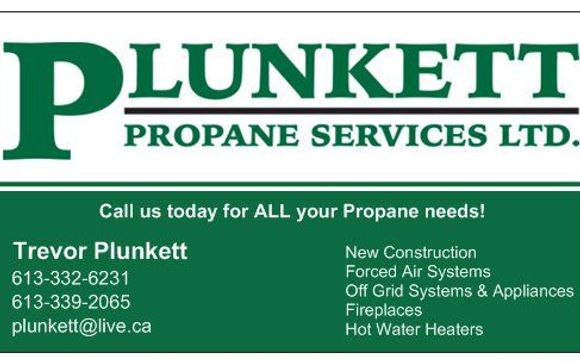 PLUNKETT
PROPANE SERVICES LTD.
Call us today for ALL your Propane needs!
Trevor Plunkett
613-332-6231
613-339-2065
plunkett@live.ca
New Construction
Forced Air Systems
Off Grid Systems & Appliances
Fireplaces
Hot Water Heaters